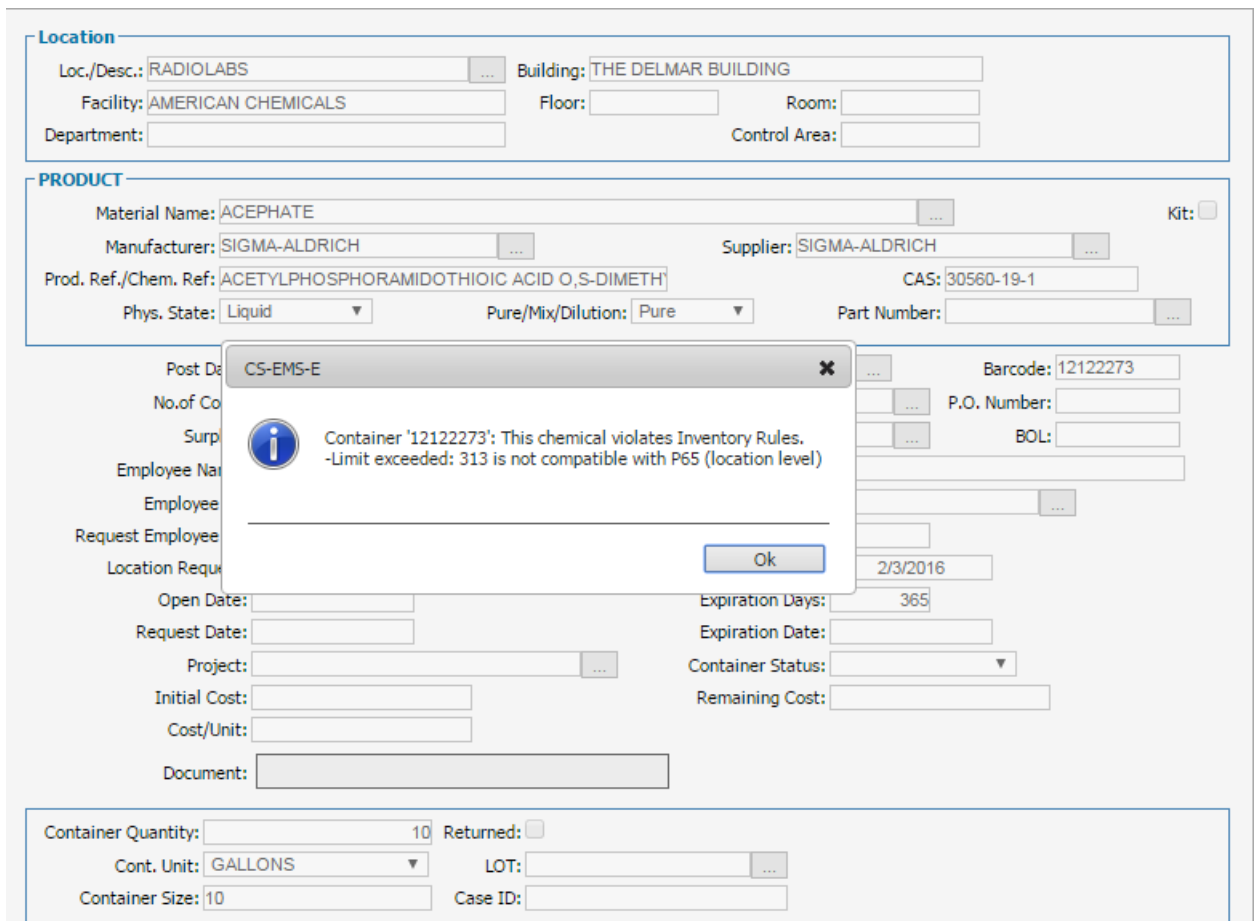 Location
Loc./Desc.: RADIOLABS ... Building: THE DELMAR BUILDING
Facility: AMERICAN CHEMICALS Floor: Room:
Department: Control Area:
PRODUCT
Material Name: ACEPHATE ... Kit:
Manufacturer: SIGMA-ALDRICH ... Supplier: SIGMA-ALDRICH ...
Prod. Ref./Chem. Ref: ACETYLPHOSPHORAMIDOTHIOIC ACID O,S-DIMETHY CAS: 30560-19-1
Phys. State: Liquid Pure/Mix/Dilution: Pure Part Number: ...
Post Da ... Barcode: 12122273
CS-EMS-E
No.of Co ... P.O. Number:
Surpl ... BOL:
Container '12122273': This chemical violates Inventory Rules.
-Limit exceeded: 313 is not compatible with P65 (location level)
Employee Nar
Employee ...
Request Employee
Ok
Location Reque 2/3/2016
Open Date: Expiration Days: 365
Request Date: Expiration Date:
Project: ... Container Status:
Initial Cost: Remaining Cost:
Cost/Unit:
Document:
Container Quantity: 10 Returned:
Cont. Unit: GALLONS LOT: ...
Container Size: 10 Case ID: